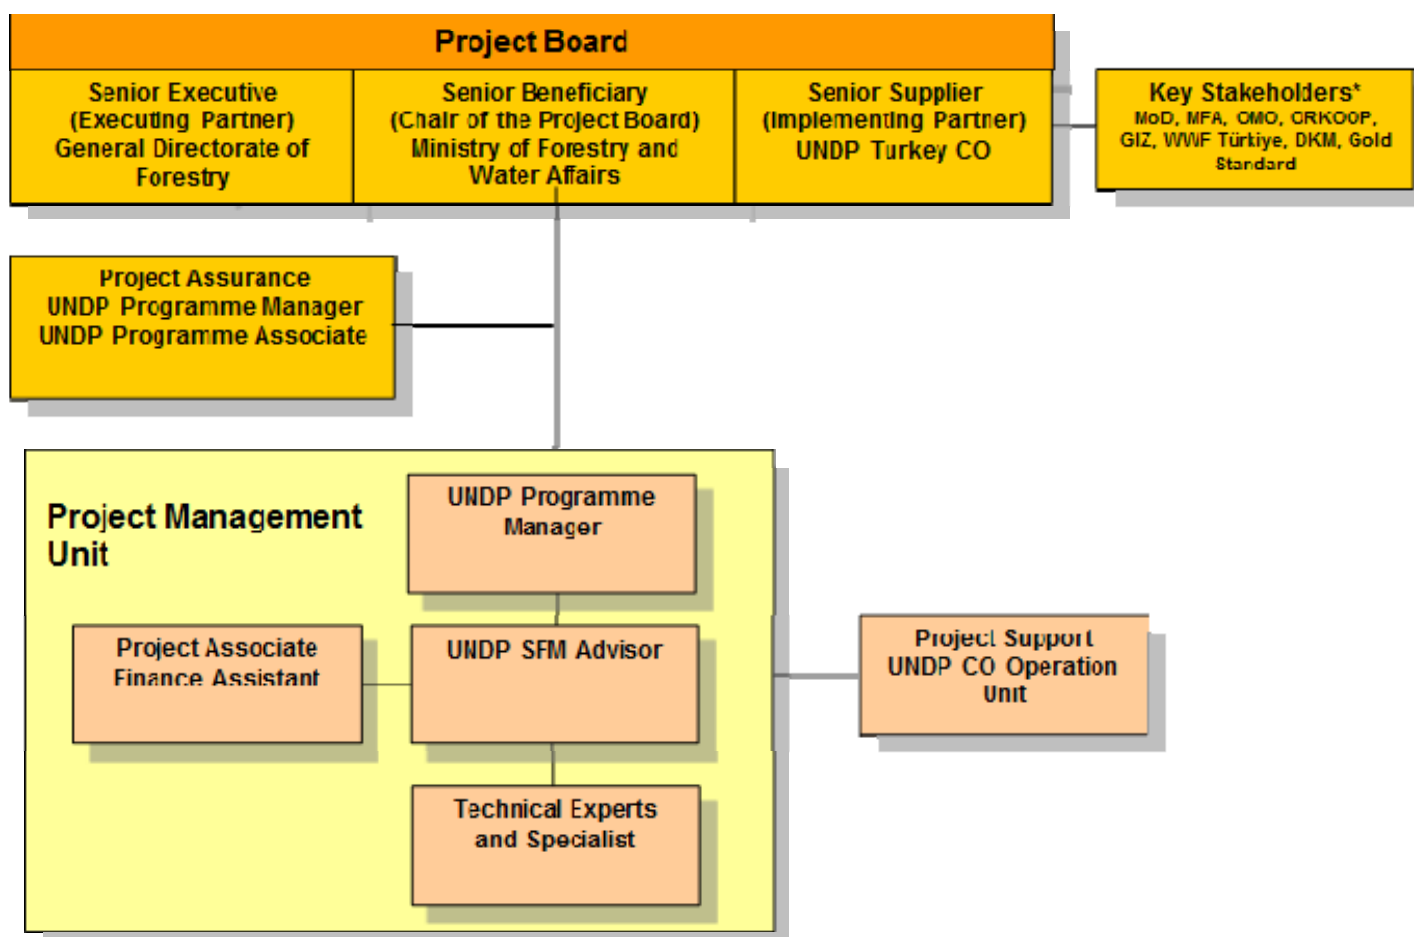 Project Board
Senior Executive
(Executing Partner)
General Directorate of
Forestry
Senior Beneficiary
(Chair of the Project Board)
Ministry of Forestry and
Water Affairs
Senior Supplier
(Implementing Partner)
UNDP Turkey CO
Key Stakeholders*
MoD, MFA, OMO, ORKOOP,
GIZ, WWF Türkiye, DKM, Gold
Standard
Project Assurance
UNDP Programme Manager
UNDP Programme Associate
Project Management
Unit
UNDP Programme
Manager
Project Associate
Finance Assistant
UNDP SFM Advisor
Technical Experts
and Specialist
Project Support
UNDP CO Operation
Unit